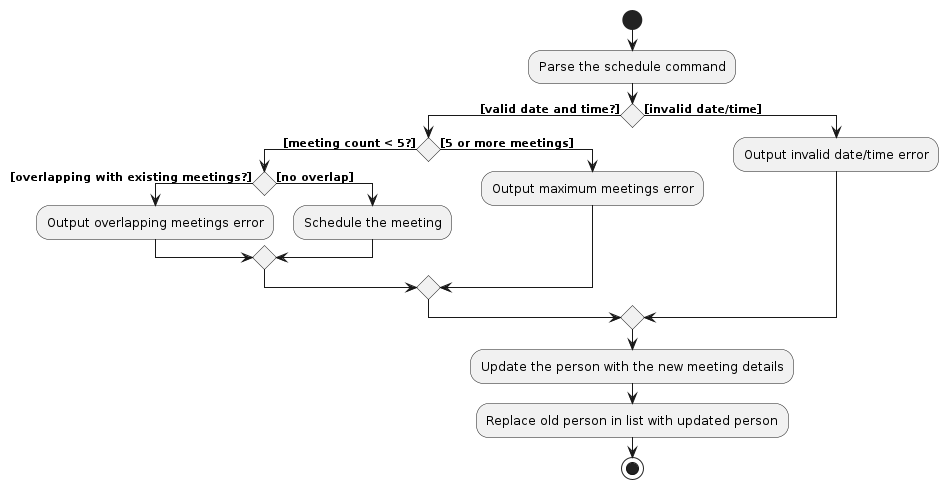 Parse the schedule command
[valid date and time?]
[invalid date/time]
[meeting count < 5?]
[5 or more meetings]
Output invalid date/time error
[overlapping with existing meetings?]
[no overlap]
Output maximum meetings error
Output overlapping meetings error
Schedule the meeting
Update the person with the new meeting details
Replace old person in list with updated person